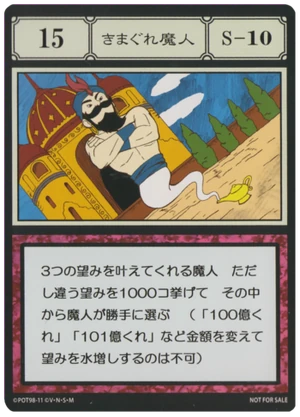 15
きまぐれ魔人
S-10
3つの望みを叶えてくれる魔人　ただ
し違う望みを1000コ挙げて　その中
から魔人が勝手に選ぶ　（「100億く
れ」「101億くれ」など金額を変えて
望みを水増しするのは不可）
©POT98-11 ©V・N・S・M
NOT FOR SALE